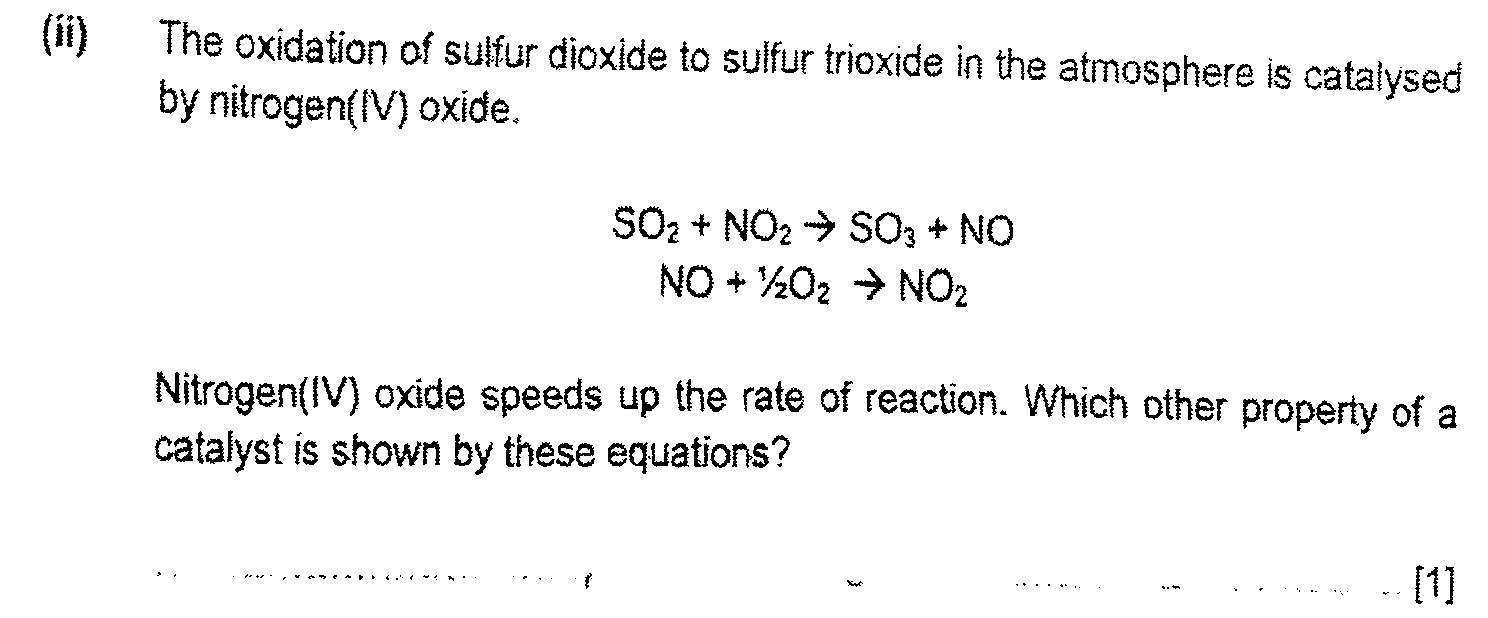 (ii) The oxidation of sulfur dioxide to sulfur trioxide in the atmosphere is catalysed
by nitrogen(IV) oxide.
SO₂ + NO₂ → SO₃ + NO
NO + ½O₂ → NO₂
Nitrogen(IV) oxide speeds up the rate of reaction. Which other property of a
catalyst is shown by these equations?
[1]